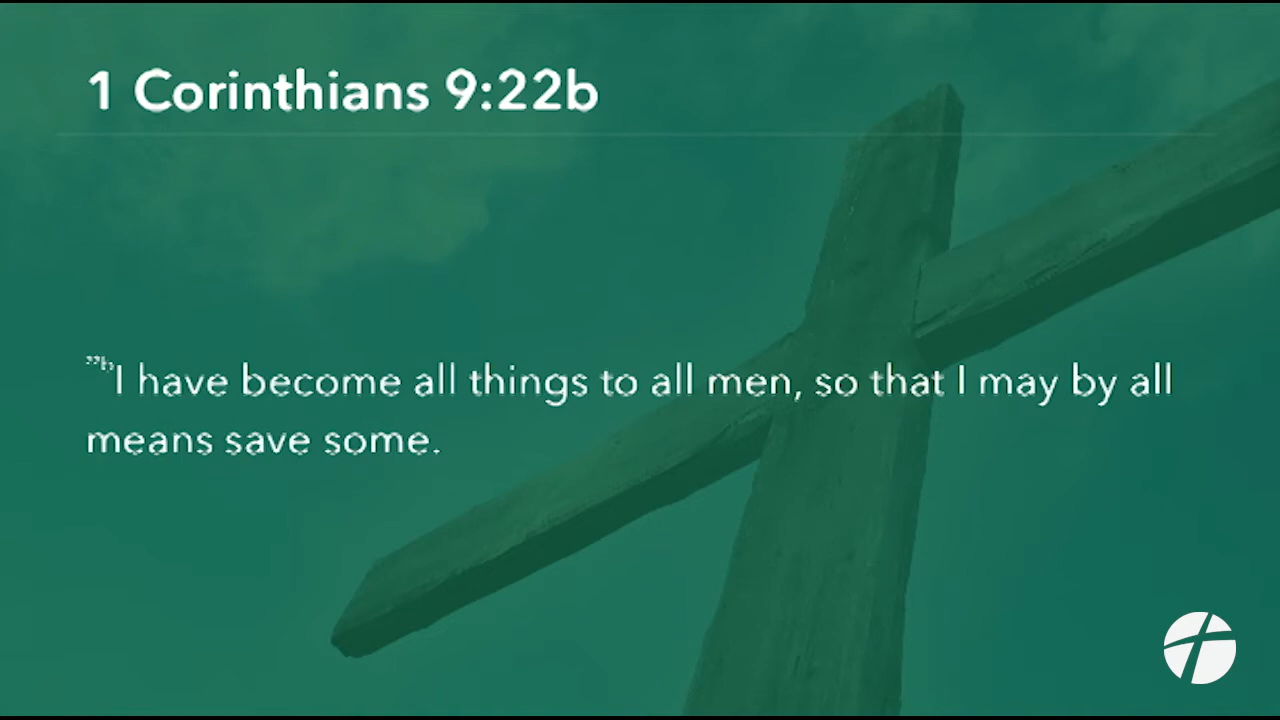 1 Corinthians 9:22b
I have become all things to all men, so that I may by all
means save some.